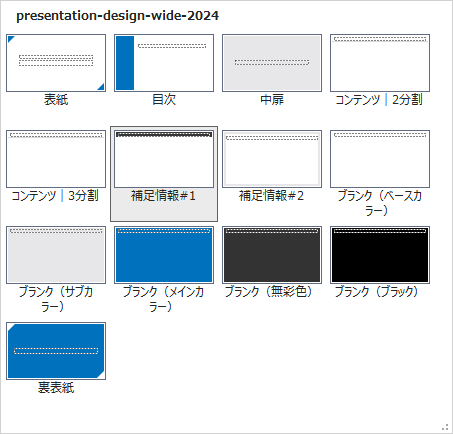 presentation-design-wide-2024
表紙
目次
中扉
コンテンツ｜2分割
コンテンツ｜3分割
補足情報#1
補足情報#2
ブランク（ベースカ
ラー）
ブランク（サブカ
ラー）
ブランク（メインカ
ラー）
ブランク（無彩色）
ブランク（ブラック）
裏表紙